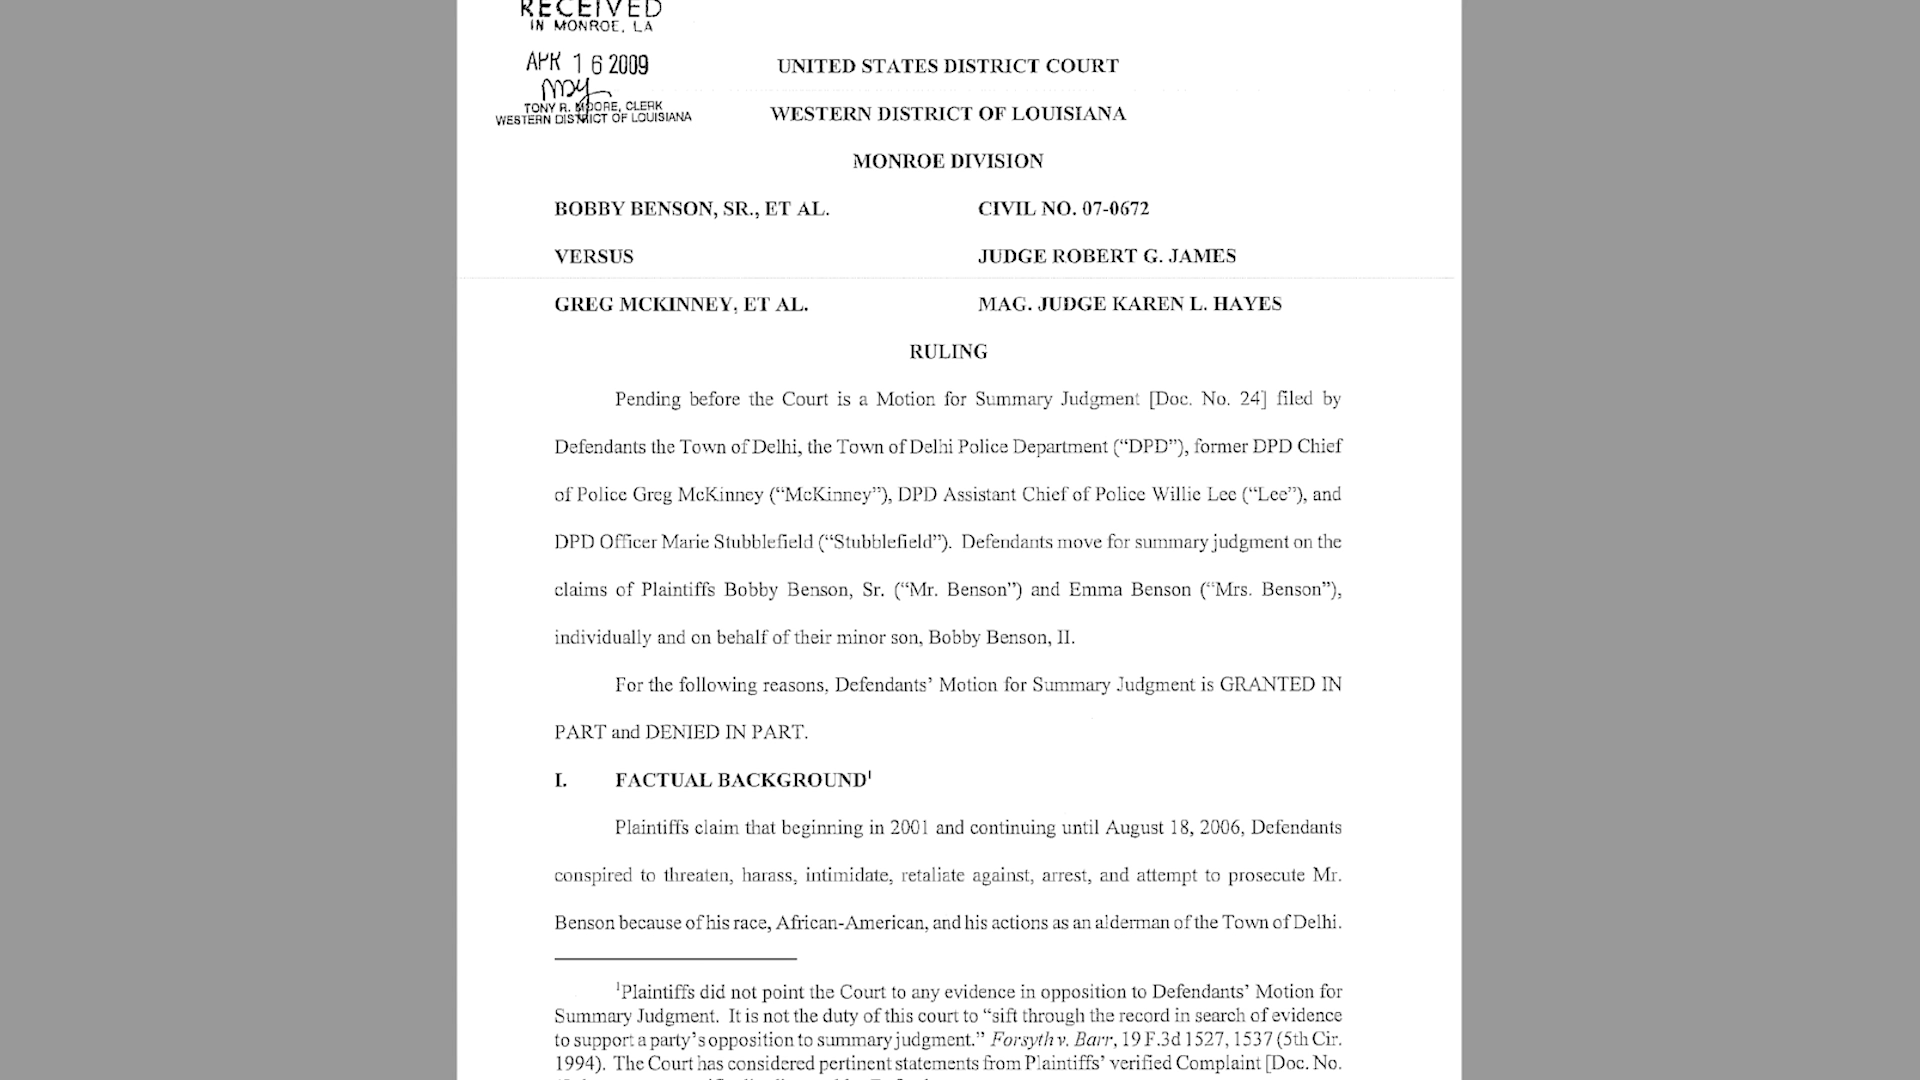 RECEIVED
IN MONROE, LA
APR 16 2009
TONY R. MOORE, CLERK
WESTERN DISTRICT OF LOUISIANA
UNITED STATES DISTRICT COURT
WESTERN DISTRICT OF LOUISIANA
MONROE DIVISION
BOBBY BENSON, SR., ET AL. CIVIL NO. 07-0672
VERSUS JUDGE ROBERT G. JAMES
GREG MCKINNEY, ET AL. MAG. JUDGE KAREN L. HAYES
RULING
Pending before the Court is a Motion for Summary Judgment [Doc. No. 24] filed by
Defendants the Town of Delhi, the Town of Delhi Police Department (“DPD”), former DPD Chief
of Police Greg McKinney (“McKinney”), DPD Assistant Chief of Police Willie Lee (“Lee”), and
DPD Officer Marie Stubblefield (“Stubblefield”). Defendants move for summary judgment on the
claims of Plaintiffs Bobby Benson, Sr. (“Mr. Benson”) and Emma Benson (“Mrs. Benson”),
individually and on behalf of their minor son, Bobby Benson, II.
For the following reasons, Defendants’ Motion for Summary Judgment is GRANTED IN
PART and DENIED IN PART.
I. FACTUAL BACKGROUND¹
Plaintiffs claim that beginning in 2001 and continuing until August 18, 2006, Defendants
conspired to threaten, harass, intimidate, retaliate against, arrest, and attempt to prosecute Mr.
Benson because of his race, African-American, and his actions as an alderman of the Town of Delhi.
¹Plaintiffs did not point the Court to any evidence in opposition to Defendants’ Motion for
Summary Judgment. It is not the duty of this court to “sift through the record in search of evidence
to support a party’s opposition to summary judgment.” Forsyth v. Barr, 19 F.3d 1527, 1537 (5th Cir.
1994). The Court has considered pertinent statements from Plaintiffs’ verified Complaint [Doc. No.